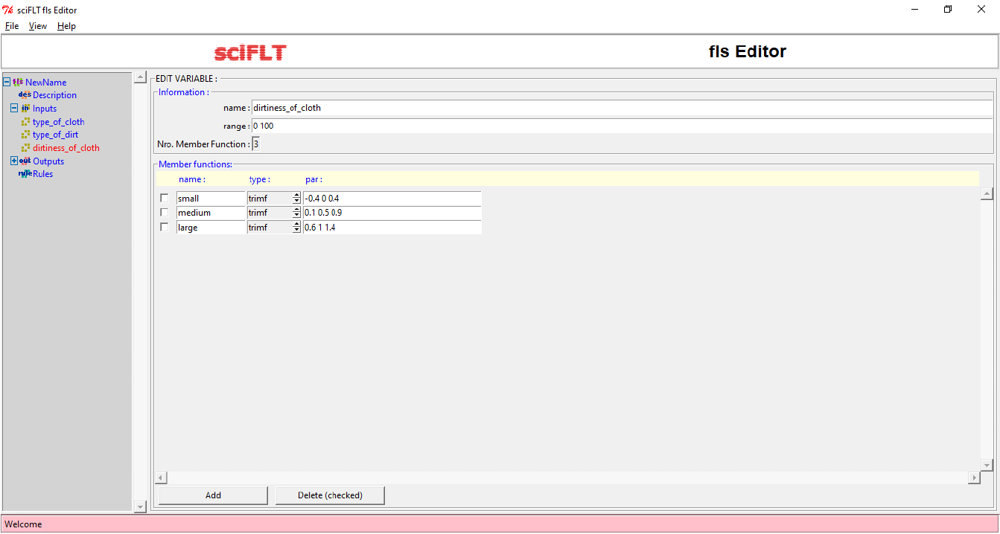 sciFLT fls Editor
File View Help
sciFLT fls Editor
fls NewName
des Description
in Inputs
type_of_cloth
type_of_dirt
dirtiness_of_cloth
out Outputs
rule Rules
EDIT VARIABLE :
Information :
name : dirtiness_of_cloth
range : 0 100
Nro. Member Function : 3
Member functions:
name : type : par :
small trimf -0.4 0 0.4
medium trimf 0.1 0.5 0.9
large trimf 0.6 1 1.4
Add Delete (checked)
Welcome